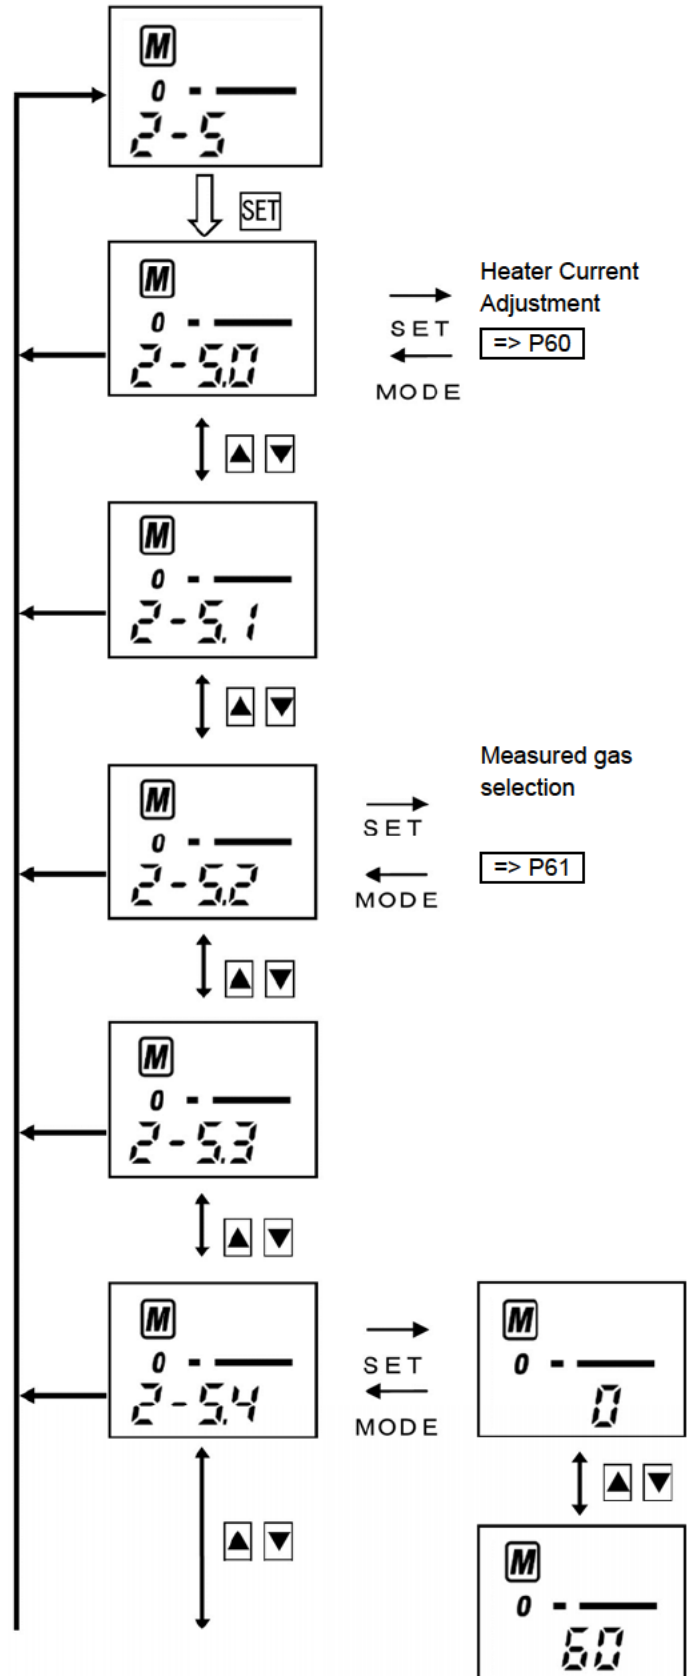 M
0
2-5
SET
M
0
2-5.0
SET
MODE
Heater Current
Adjustment
=> P60
▲ ▼
M
0
2-5.1
▲ ▼
M
0
2-5.2
SET
MODE
Measured gas
selection
=> P61
▲ ▼
M
0
2-5.3
▲ ▼
M
0
2-5.4
SET
MODE
M
0
0
▲ ▼
▲ ▼
M
0
60